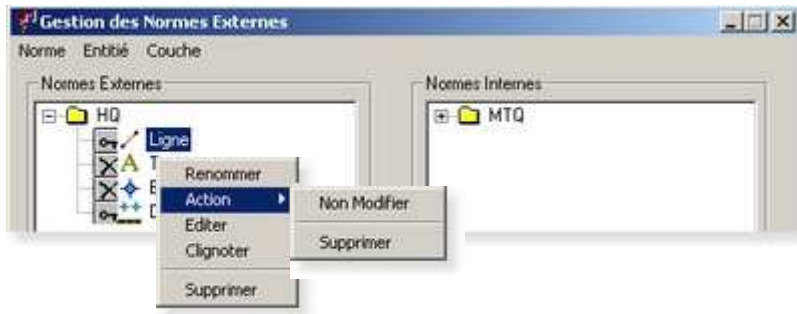 Gestion des Normes Externes
Norme Entitié Couche
Normes Externes
Normes Internes
HQ
MTQ
Ligne
Renommer
Action
Non Modifier
Editer
Supprimer
Clignoter
Supprimer